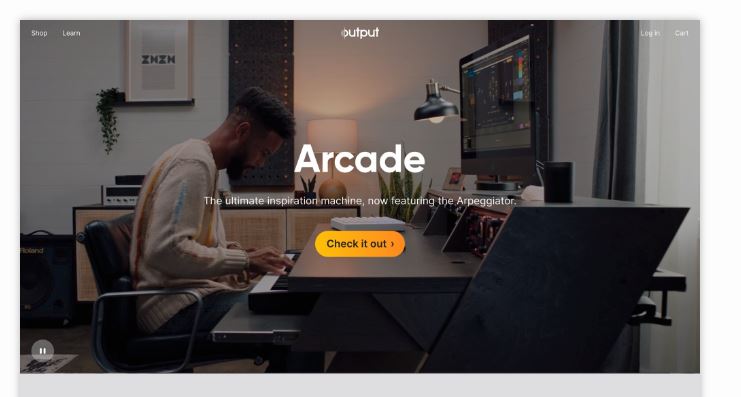 Shop Learn output Log in Cart
ZHZH
Arcade
The ultimate inspiration machine, now featuring the Arpeggiator.
Check it out ›
Roland